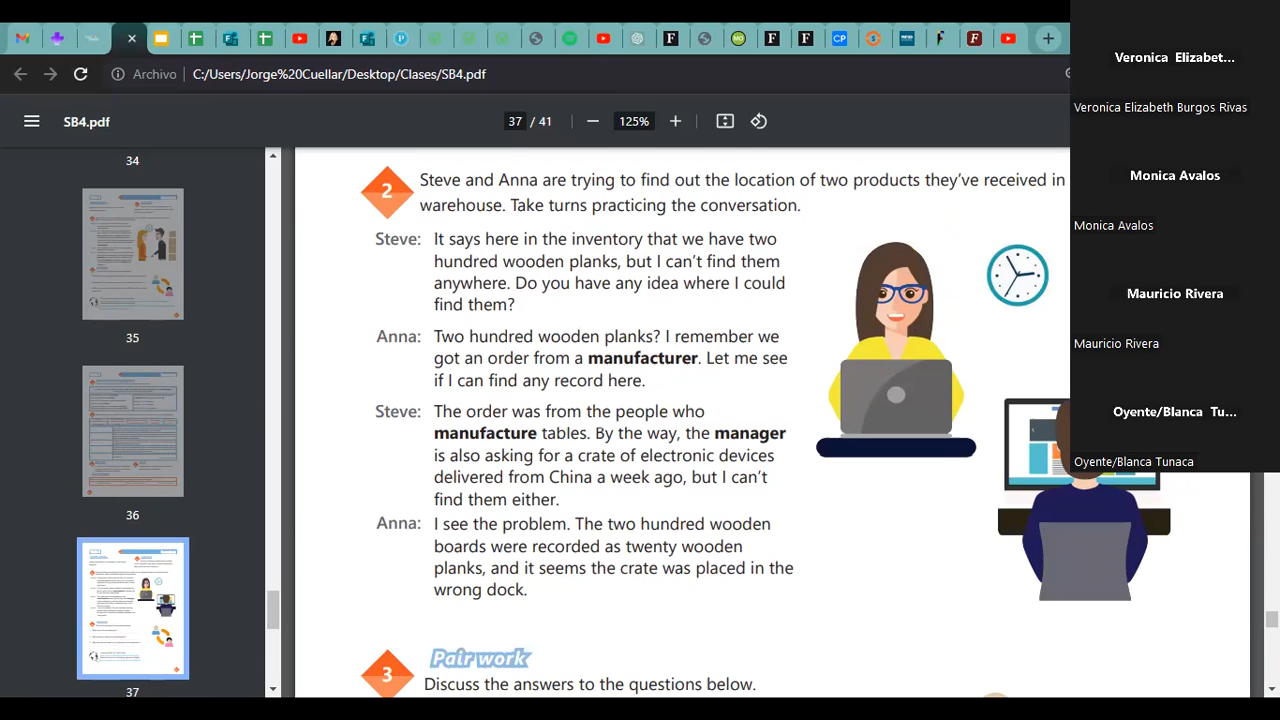 Archivo
C:/Users/Jorge%20Cuellar/Desktop/Clases/SB4.pdf
SB4.pdf
37 / 41
125%
34
35
36
37
2
Steve and Anna are trying to find out the location of two products they've received in
warehouse. Take turns practicing the conversation.
Steve: It says here in the inventory that we have two
hundred wooden planks, but I can't find them
anywhere. Do you have any idea where I could
find them?
Anna: Two hundred wooden planks? I remember we
got an order from a manufacturer. Let me see
if I can find any record here.
Steve: The order was from the people who
manufacture tables. By the way, the manager
is also asking for a crate of electronic devices
delivered from China a week ago, but I can't
find them either.
Anna: I see the problem. The two hundred wooden
boards were recorded as twenty wooden
planks, and it seems the crate was placed in the
wrong dock.
3
Pair work
Discuss the answers to the questions below.
Veronica Elizabet...
Veronica Elizabeth Burgos Rivas
Monica Avalos
Monica Avalos
Mauricio Rivera
Mauricio Rivera
Oyente/Blanca Tu...
Oyente/Blanca Tunaca